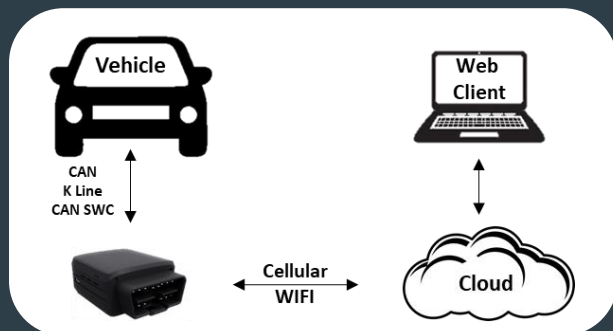 Vehicle
Web
Client
CAN
K Line
CAN SWC
Cellular
WIFI
Cloud